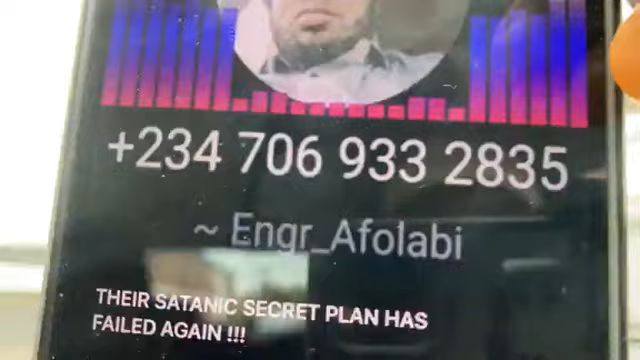 +234 706 933 2835
~ Engr_Afolabi
THEIR SATANIC SECRET PLAN HAS
FAILED AGAIN !!!